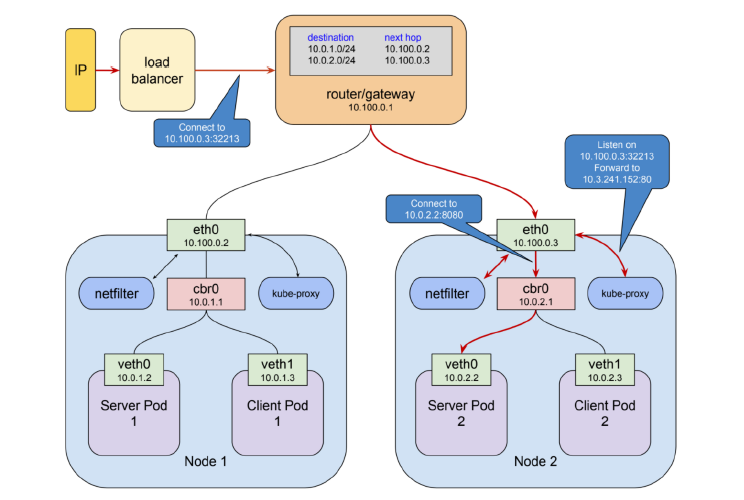 IP
load
balancer
destination next hop
10.0.1.0/24 10.100.0.2
10.0.2.0/24 10.100.0.3
router/gateway
10.100.0.1
Connect to
10.100.0.3:32213
Listen on
10.100.0.3:32213
Forward to
10.3.241.152:80
Connect to
10.0.2.2:8080
eth0
10.100.0.2
netfilter
cbr0
10.0.1.1
kube-proxy
veth0
10.0.1.2
veth1
10.0.1.3
Server Pod
1
Client Pod
1
Node 1
eth0
10.100.0.3
netfilter
cbr0
10.0.2.1
kube-proxy
veth0
10.0.2.2
veth1
10.0.2.3
Server Pod
2
Client Pod
2
Node 2